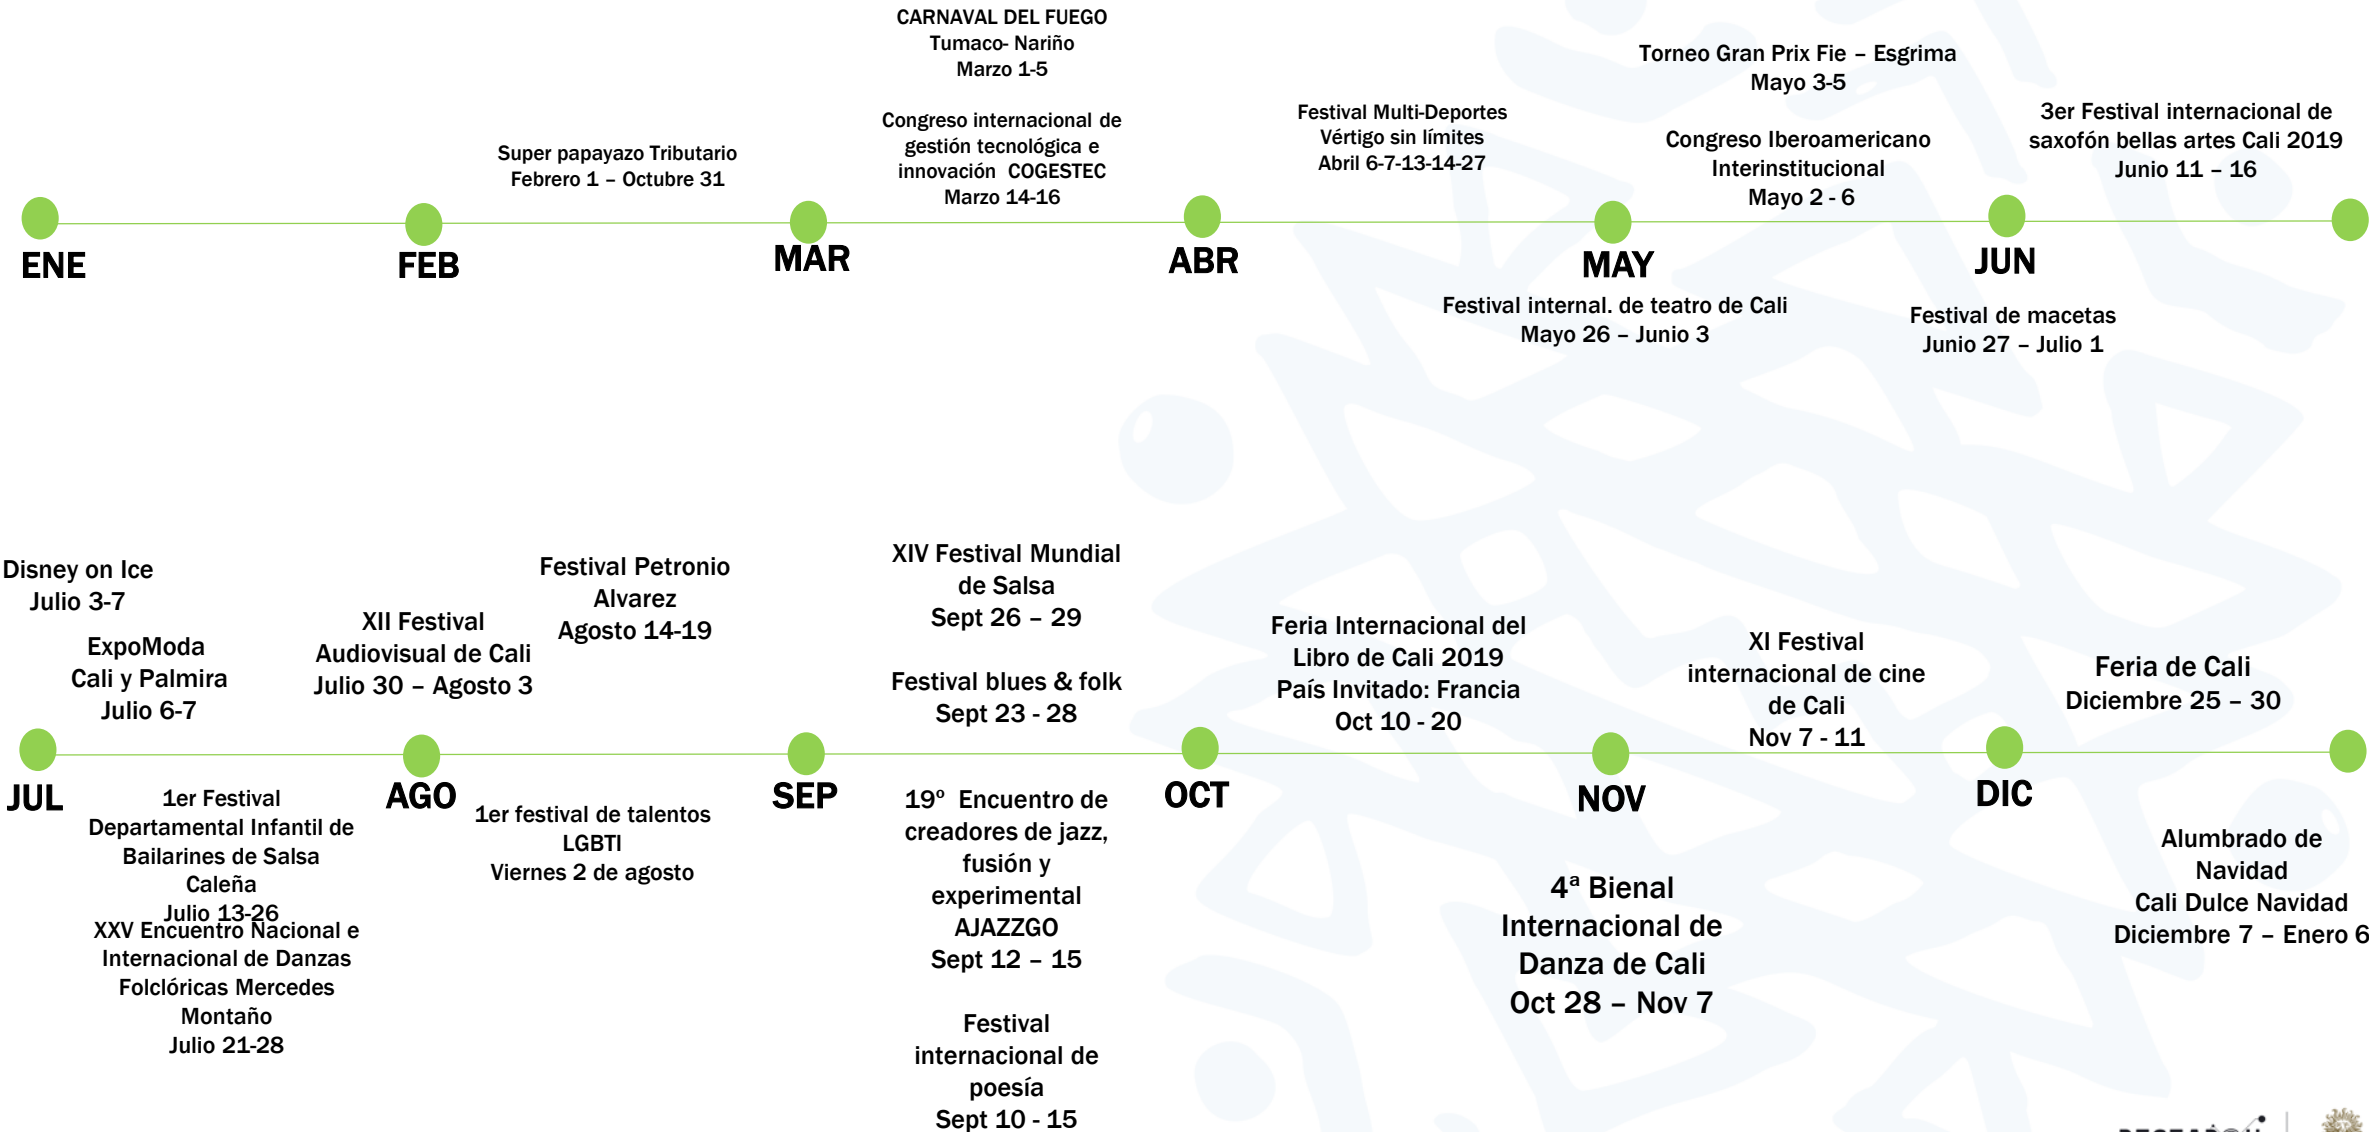 CARNAVAL DEL FUEGO
Tumaco- Nariño
Marzo 1-5
Torneo Gran Prix Fie – Esgrima
Mayo 3-5
Super papayazo Tributario
Febrero 1 – Octubre 31
Congreso internacional de
gestión tecnológica e
innovación COGESTEC
Marzo 14-16
Festival Multi-Deportes
Vértigo sin límites
Abril 6-7-13-14-27
Congreso Iberoamericano
Interinstitucional
Mayo 2 - 6
3er Festival internacional de
saxofón bellas artes Cali 2019
Junio 11 – 16
ENE
FEB
MAR
ABR
MAY
JUN
Festival internal. de teatro de Cali
Mayo 26 – Junio 3
Festival de macetas
Junio 27 – Julio 1
Disney on Ice
Julio 3-7
ExpoModa
Cali y Palmira
Julio 6-7
XII Festival
Audiovisual de Cali
Julio 30 – Agosto 3
Festival Petronio
Alvarez
Agosto 14-19
XIV Festival Mundial
de Salsa
Sept 26 – 29
Festival blues & folk
Sept 23 - 28
Feria Internacional del
Libro de Cali 2019
País Invitado: Francia
Oct 10 - 20
XI Festival
internacional de cine
de Cali
Nov 7 - 11
Feria de Cali
Diciembre 25 – 30
JUL
AGO
SEP
OCT
NOV
DIC
1er Festival
Departamental Infantil de
Bailarines de Salsa
Caleña
Julio 13-26
XXV Encuentro Nacional e
Internacional de Danzas
Folclóricas Mercedes
Montaño
Julio 21-28
1er festival de talentos
LGBTI
Viernes 2 de agosto
19º Encuentro de
creadores de jazz,
fusión y
experimental
AJAZZGO
Sept 12 – 15
Festival
internacional de
poesía
Sept 10 - 15
4ª Bienal
Internacional de
Danza de Cali
Oct 28 – Nov 7
Alumbrado de
Navidad
Cali Dulce Navidad
Diciembre 7 – Enero 6